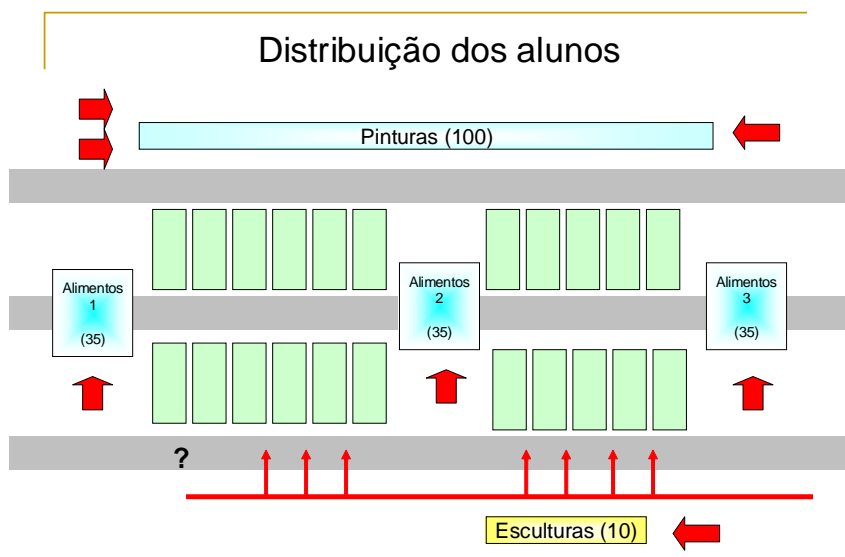 Distribuição dos alunos
Pinturas (100)
Alimentos
1
(35)
Alimentos
2
(35)
Alimentos
3
(35)
?
Esculturas (10)